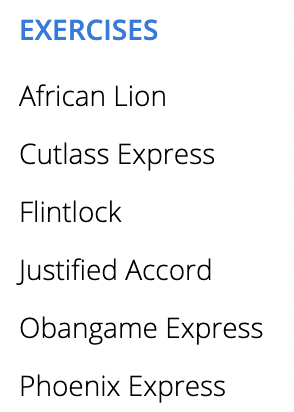 EXERCISES
African Lion
Cutlass Express
Flintlock
Justified Accord
Obangame Express
Phoenix Express